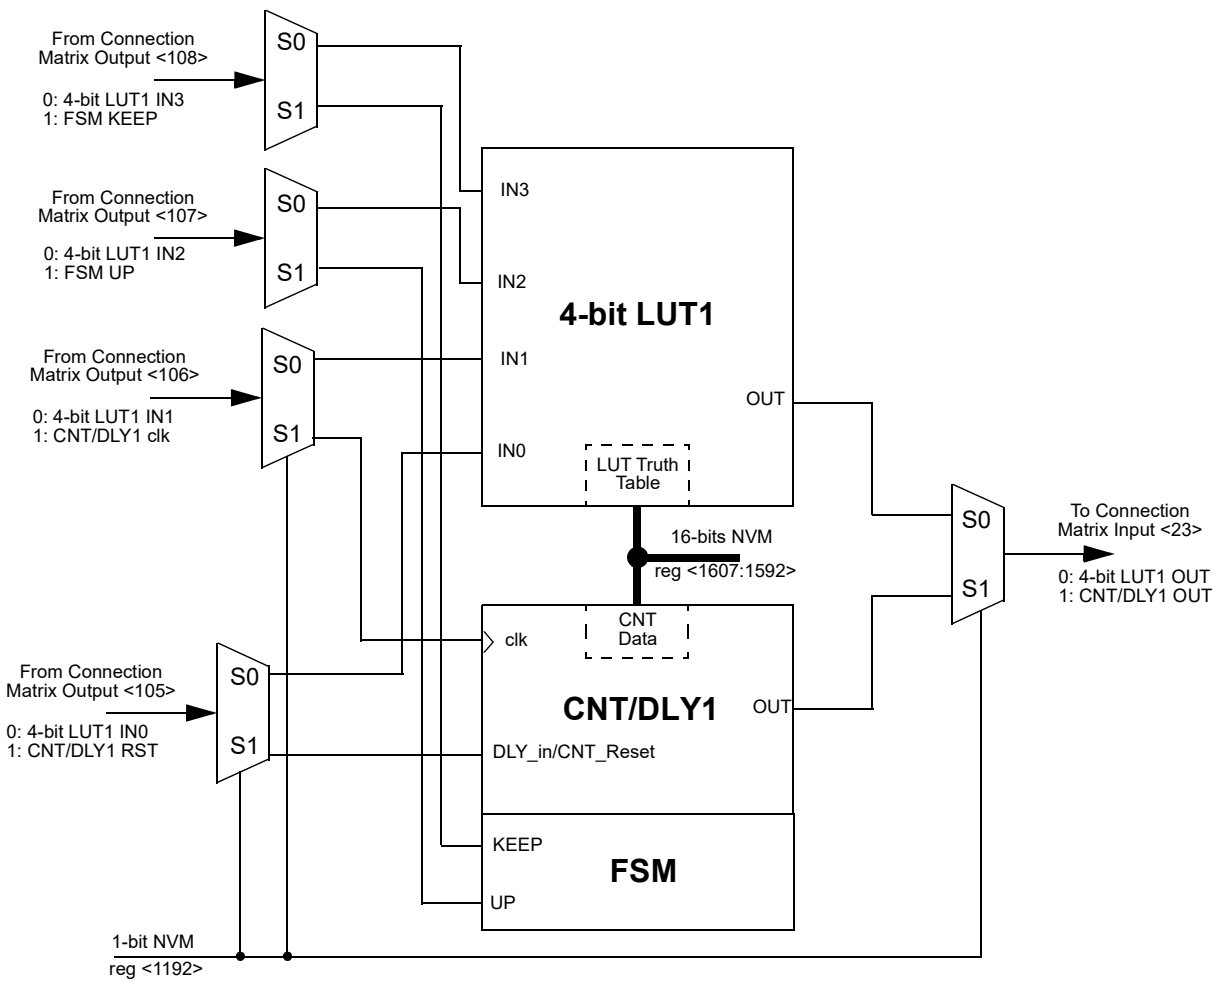 From Connection
Matrix Output <108>
0: 4-bit LUT1 IN3
1: FSM KEEP
S0
S1
From Connection
Matrix Output <107>
0: 4-bit LUT1 IN2
1: FSM UP
S0
S1
From Connection
Matrix Output <106>
0: 4-bit LUT1 IN1
1: CNT/DLY1 clk
S0
S1
From Connection
Matrix Output <105>
0: 4-bit LUT1 IN0
1: CNT/DLY1 RST
S0
S1
IN3
IN2
IN1
IN0
4-bit LUT1
OUT
LUT Truth
Table
16-bits NVM
reg <1607:1592>
CNT
Data
clk
CNT/DLY1
OUT
DLY_in/CNT_Reset
KEEP
FSM
UP
S0
S1
To Connection
Matrix Input <23>
0: 4-bit LUT1 OUT
1: CNT/DLY1 OUT
1-bit NVM
reg <1192>